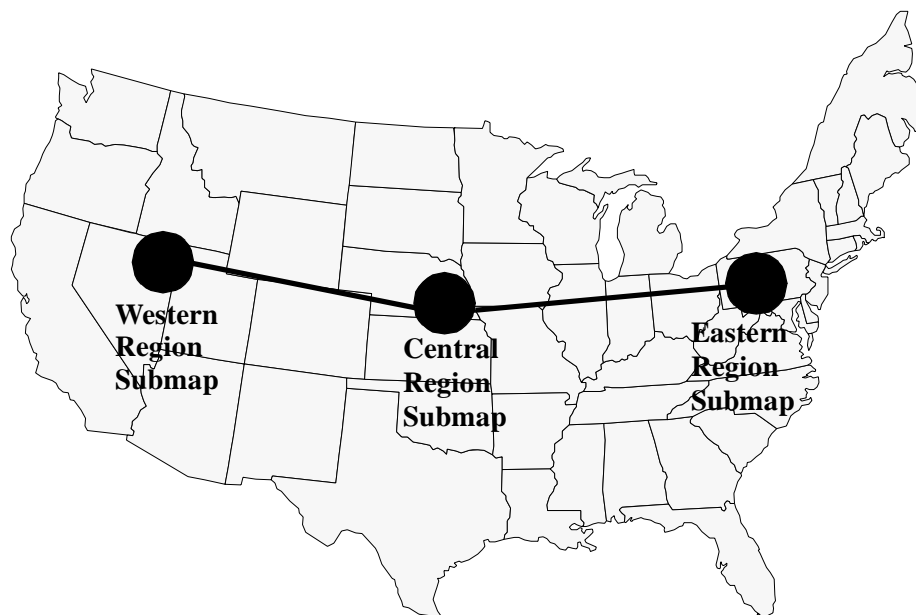 Western
Region
Submap
Central
Region
Submap
Eastern
Region
Submap